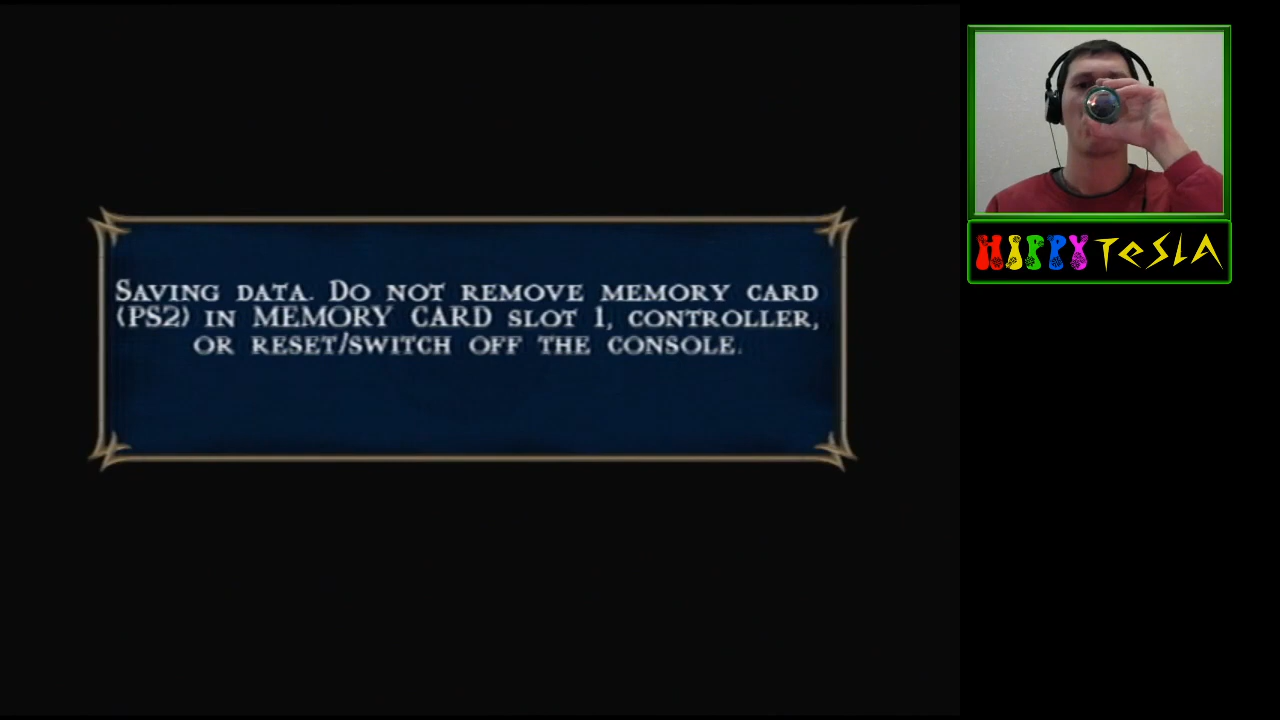 Saving data. Do not remove memory card
(PS2) in MEMORY CARD slot 1, controller,
or reset/switch off the console.
HIPPY TeSLA